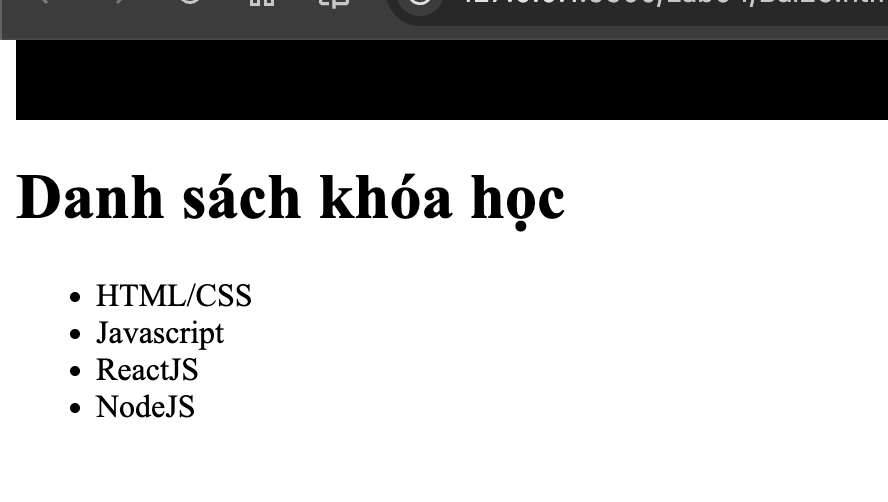 Danh sách khóa học
HTML/CSS
Javascript
ReactJS
NodeJS